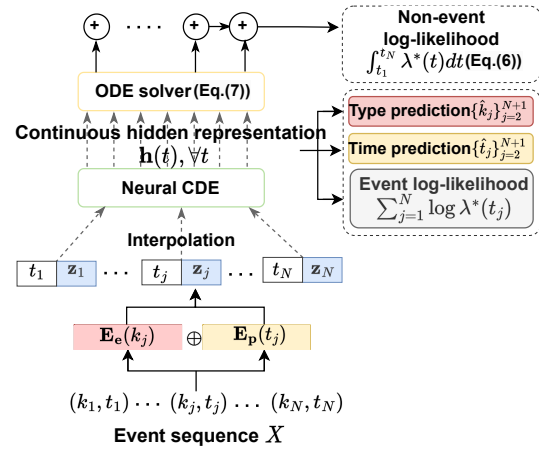 + + + +
Non-event
log-likelihood
∫_{t_1}^{t_N} λ*(t)dt(Eq.(6))
ODE solver(Eq.(7))
Continuous hidden representation
h(t), ∀t
Type prediction{k̂_j}_{j=2}^{N+1}
Time prediction{t̂_j}_{j=2}^{N+1}
Event log-likelihood
∑_{j=1}^{N} log λ*(t_j)
Neural CDE
Interpolation
t_1 z_1 ⋯ t_j z_j ⋯ t_N z_N
E_e(k_j) ⊕ E_p(t_j)
(k_1, t_1) ⋯ (k_j, t_j) ⋯ (k_N, t_N)
Event sequence X